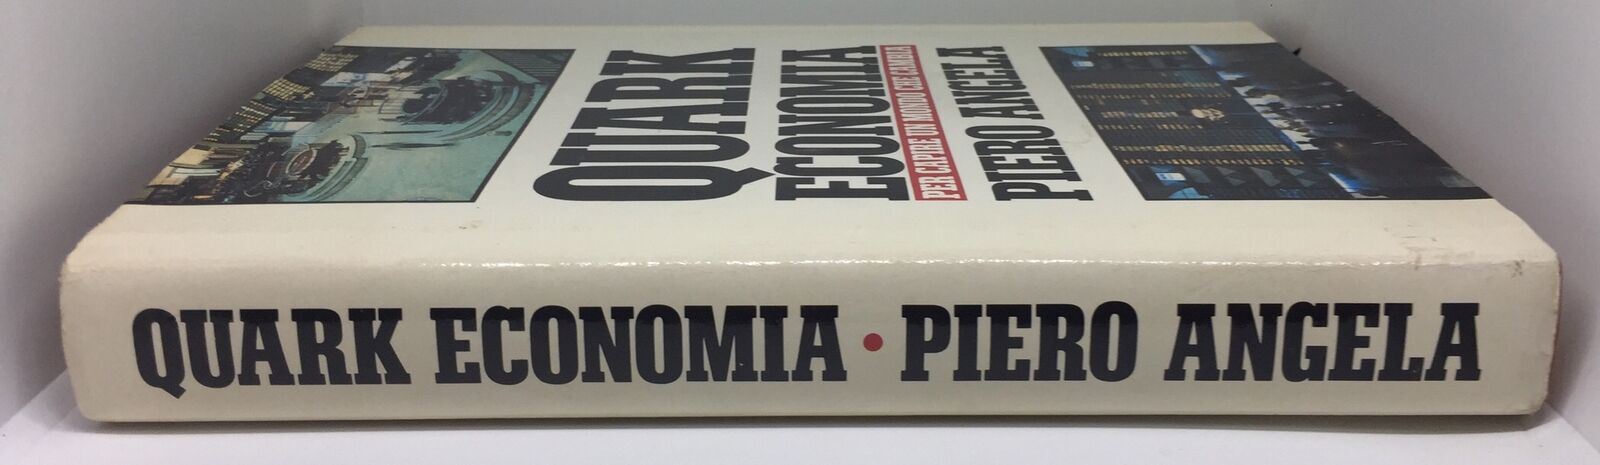 QUARK
ECONOMIA
PER CAPIRE UN MONDO CHE CAMBIA
PIERO ANGELA
QUARK ECONOMIA • PIERO ANGELA